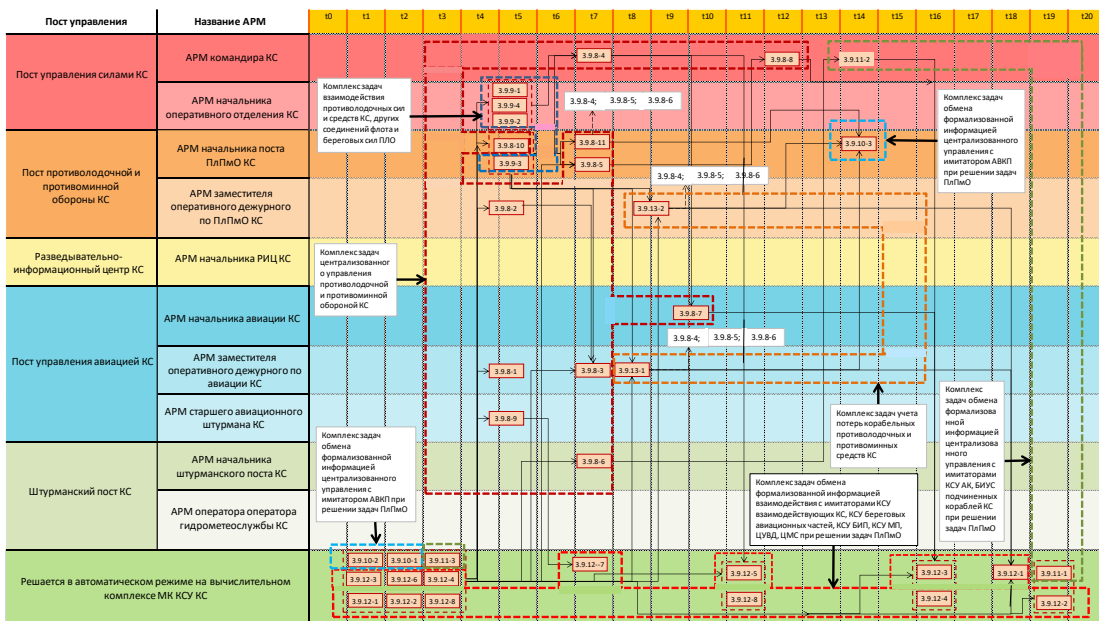 Пост управления
Название АРМ
t0 t1 t2 t3 t4 t5 t6 t7 t8 t9 t10 t11 t12 t13 t14 t15 t16 t17 t18 t19 t20
Пост управления силами КС
АРМ командира КС
3.9.8-4
3.9.8-8
3.9.11-2
АРМ начальника
оперативного отделения КС
Комплекс задач
взаимодействия
противолодочных сил
и средств КС, других
соединений флота и
береговых сил ПЛО
3.9.9-1
3.9.9-4
3.9.9-2
3.9.8-4; 3.9.8-5; 3.9.8-6
Комплекс задач
обмена
формализованной
информацией
централизованного
управления с
имитатором АВКП
при решении задач
ПлПмО
Пост противолодочной и
противоминной
обороны КС
АРМ начальника поста
ПлПмО КС
3.9.8-10
3.9.9-3
3.9.8-11
3.9.8-5
3.9.10-3
3.9.8-4; 3.9.8-5; 3.9.8-6
АРМ заместителя
оперативного дежурного
по ПлПмО КС
3.9.8-2
3.9.13-2
Разведывательно-
информационный центр КС
АРМ начальника РИЦ КС
Комплекс задач
централизованног
о управления
противолодочной
и противоминной
обороной КС
Пост управления авиацией КС
АРМ начальника авиации КС
3.9.8-7
3.9.8-4; 3.9.8-5; 3.9.8-6
АРМ заместителя
оперативного дежурного по
авиации КС
3.9.8-1
3.9.8-3
3.9.13-1
АРМ старшего авиационного
штурмана КС
3.9.8-9
Комплекс задач учета
потерь корабельных
противолодочных и
противоминных
средств КС
Комплекс
задач обмена
формализова
нной
информацией
централизова
нного
управления с
имитаторами
КСУ АК, БИУС
подчиненных
кораблей КС
при решении
задач ПлПмО
Штурманский пост КС
АРМ начальника
штурманского поста КС
3.9.8-6
Комплекс задач
обмена
формализованной
информацией
централизованного
управления с
имитатором АВКП при
решении задач ПлПмО
АРМ оператора оператора
гидрометеослужбы КС
Комплекс задач обмена
формализованной информацией
взаимодействия с имитаторами КСУ
взаимодействующих КС, КСУ береговых
авиационных частей, КСУ БИП, КСУ МП,
ЦУВД, ЦМС при решении задач ПлПмО
Решается в автоматическом режиме на вычислительном
комплексе МК КСУ КС
3.9.10-2 3.9.10-1 3.9.11-3
3.9.12-3 3.9.12-6 3.9.12-4
3.9.12-1 3.9.12-2 3.9.12-8
3.9.12--7
3.9.12-5
3.9.12-8
3.9.12-3
3.9.12-4
3.9.12-1
3.9.11-1
3.9.12-2